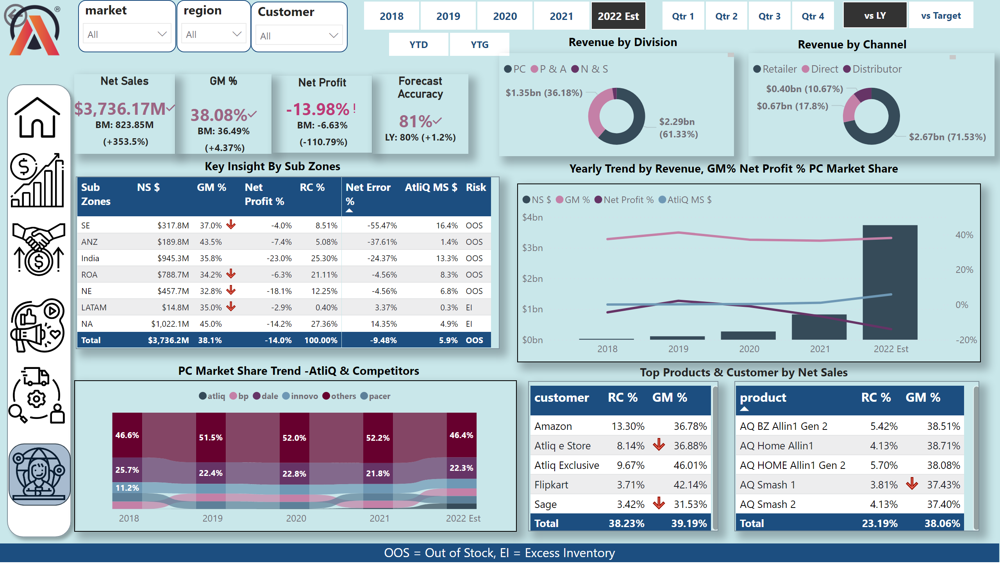 ®
market
All
region
All
Customer
All
2018 2019 2020 2021 2022 Est
Qtr 1 Qtr 2 Qtr 3 Qtr 4
vs LY vs Target
YTD YTG
Net Sales
$3,736.17M
BM: 823.85M
(+353.5%)
GM %
38.08%
BM: 36.49%
(+4.37%)
Net Profit
-13.98% !
BM: -6.63%
(-110.79%)
Forecast
Accuracy
81%
LY: 80% (+1.2%)
Revenue by Division
PC P & A N & S
$1.35bn (36.18%)
$2.29bn
(61.33%)
Revenue by Channel
Retailer Direct Distributor
$0.40bn (10.67%)
$0.67bn (17.8%)
$2.67bn (71.53%)
Key Insight By Sub Zones
Sub Zones NS $ GM % Net Profit % RC % Net Error % AtliQ MS $ Risk
SE $317.8M 37.0% -4.0% 8.51% -55.47% 16.4% OOS
ANZ $189.8M 43.5% -7.4% 5.08% -37.61% 1.4% OOS
India $945.3M 35.8% -23.0% 25.30% -24.37% 13.3% OOS
ROA $788.7M 34.2% -6.3% 21.11% -4.56% 8.3% OOS
NE $457.7M 32.8% -18.1% 12.25% -4.56% 6.8% OOS
LATAM $14.8M 35.0% -2.9% 0.40% 3.37% 0.3% EI
NA $1,022.1M 45.0% -14.2% 27.36% 14.35% 4.9% EI
Total $3,736.2M 38.1% -14.0% 100.00% -9.48% 5.9% OOS
Yearly Trend by Revenue, GM% Net Profit % PC Market Share
NS $ GM % Net Profit % AtliQ MS $
$4bn
$3bn
$2bn
$1bn
$0bn
40%
20%
0%
-20%
2018 2019 2020 2021 2022 Est
PC Market Share Trend -AtliQ & Competitors
atliq bp dale innovo others pacer
46.6% 51.5% 52.0% 52.2% 46.4%
25.7% 22.4% 22.8% 21.8% 22.3%
11.2%
2018 2019 2020 2021 2022 Est
Top Products & Customer by Net Sales
customer RC % GM %
Amazon 13.30% 36.78%
Atliq e Store 8.14% 36.88%
Atliq Exclusive 9.67% 46.01%
Flipkart 3.71% 42.14%
Sage 3.42% 31.53%
Total 38.23% 39.19%
product RC % GM %
AQ BZ Allin1 Gen 2 5.42% 38.51%
AQ Home Allin1 4.13% 38.71%
AQ HOME Allin1 Gen 2 5.70% 38.08%
AQ Smash 1 3.81% 37.43%
AQ Smash 2 4.13% 37.40%
Total 23.19% 38.06%
OOS = Out of Stock, EI = Excess Inventory